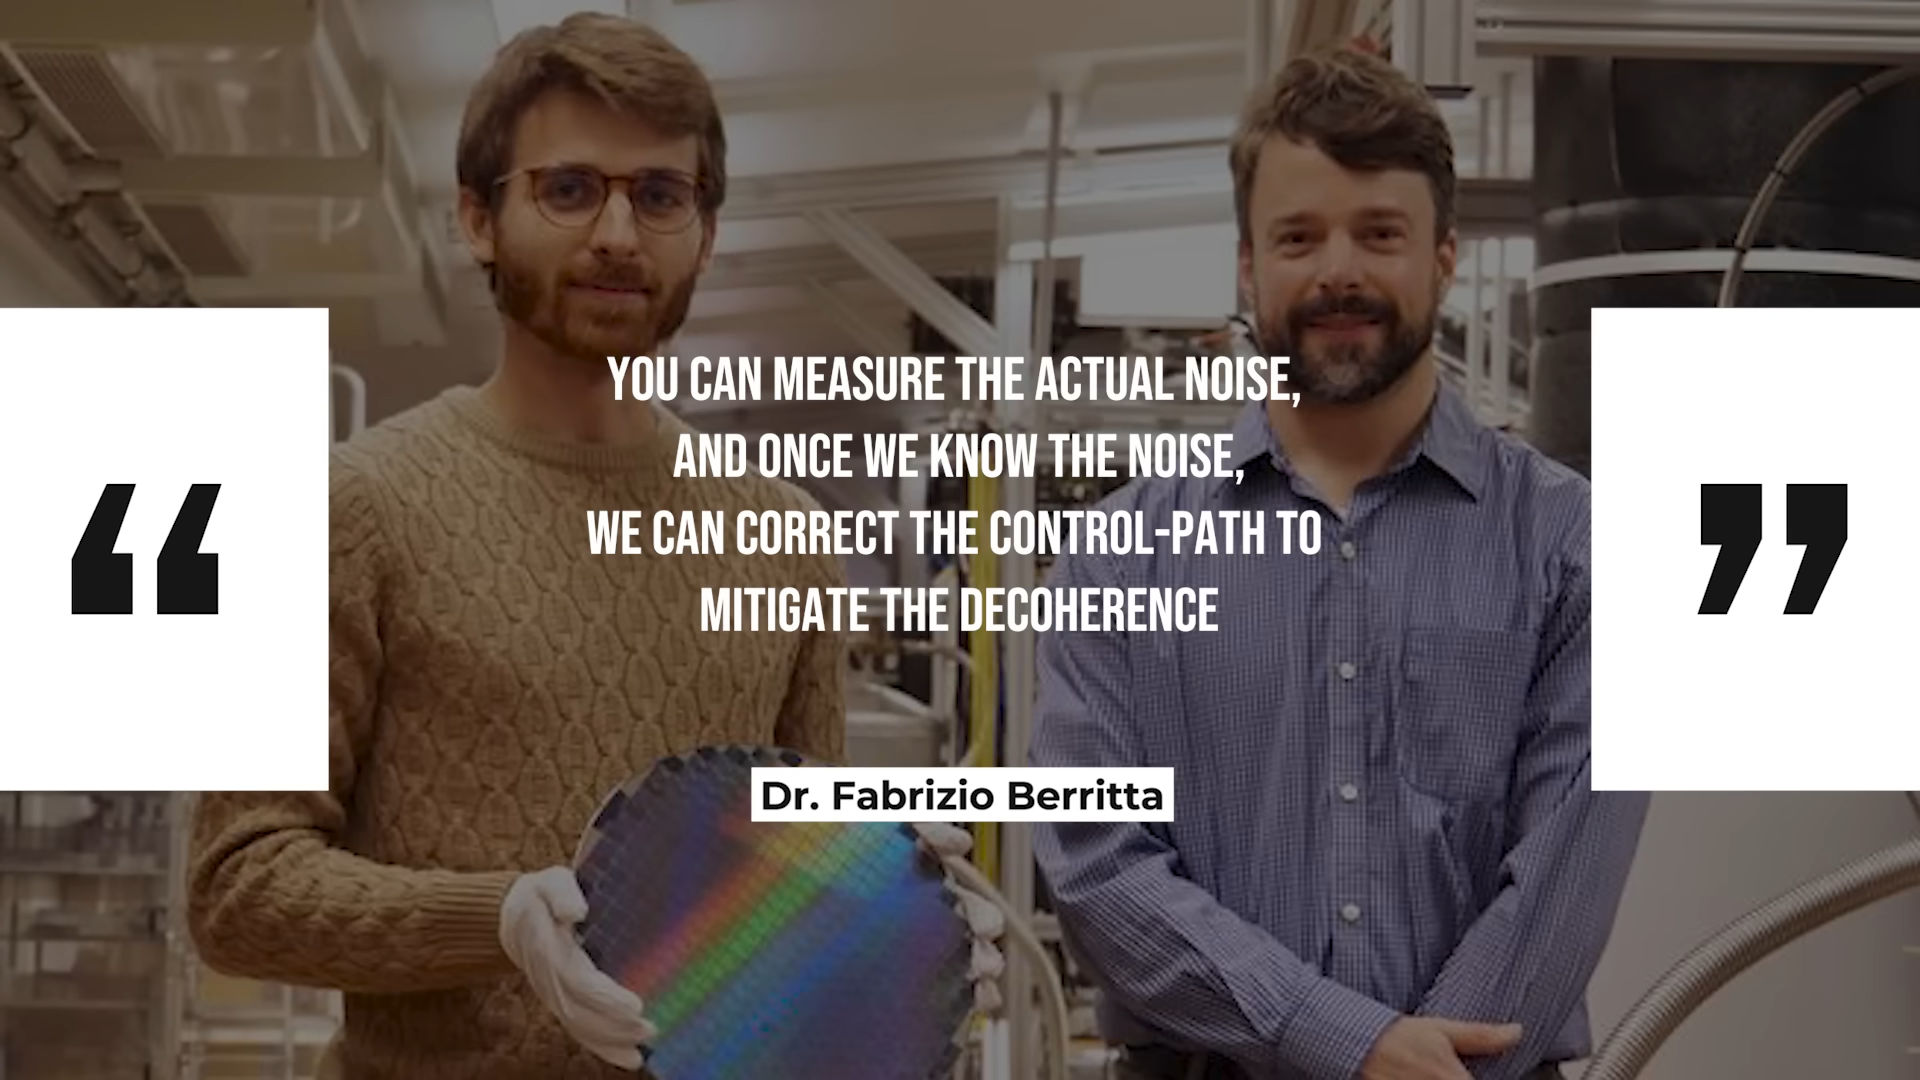 “
YOU CAN MEASURE THE ACTUAL NOISE,
AND ONCE WE KNOW THE NOISE,
WE CAN CORRECT THE CONTROL-PATH TO
MITIGATE THE DECOHERENCE
”
Dr. Fabrizio Berritta